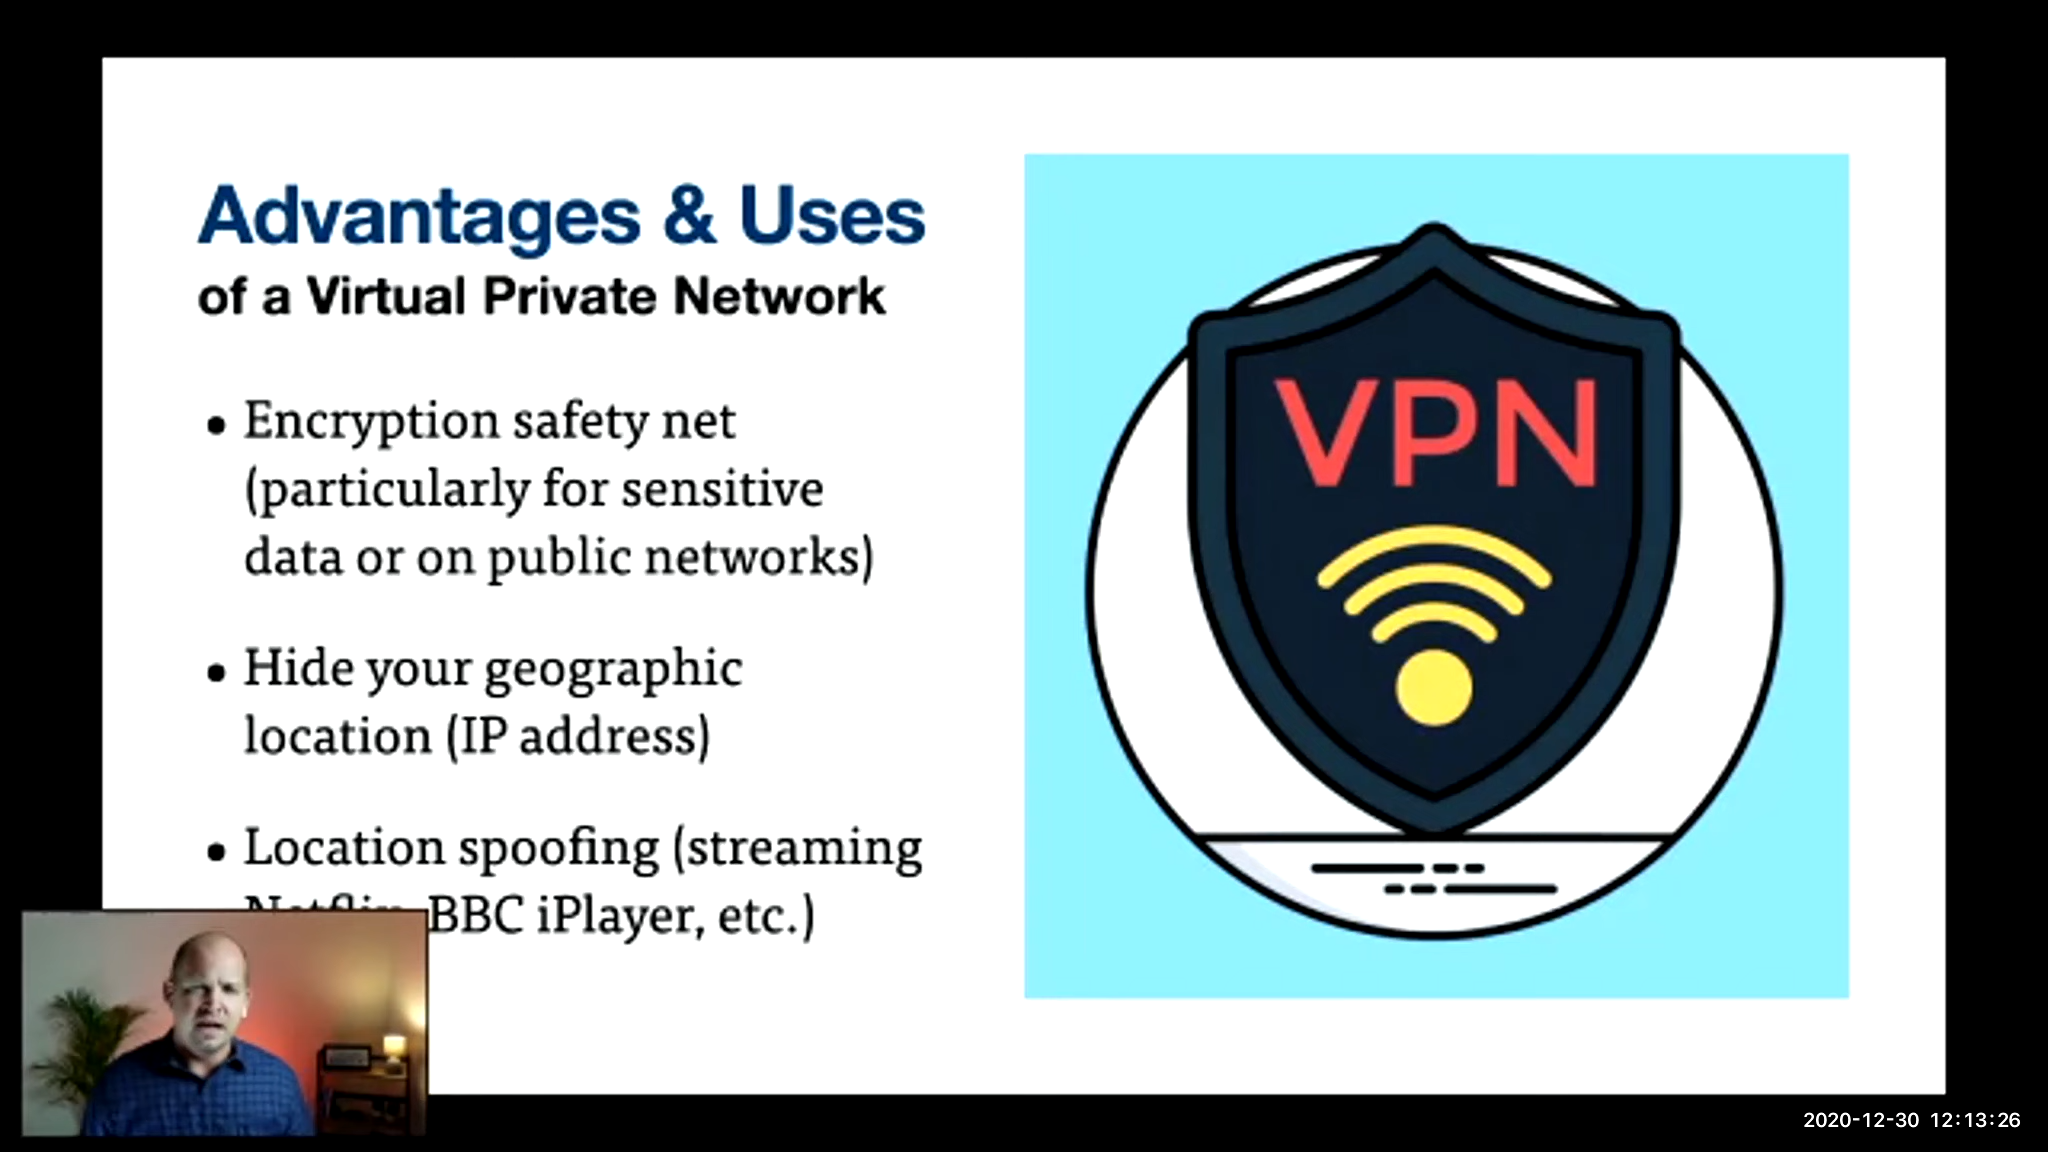 Advantages & Uses
of a Virtual Private Network
• Encryption safety net
(particularly for sensitive
data or on public networks)
• Hide your geographic
location (IP address)
• Location spoofing (streaming
Netflix, BBC iPlayer, etc.)
VPN
2020-12-30 12:13:26